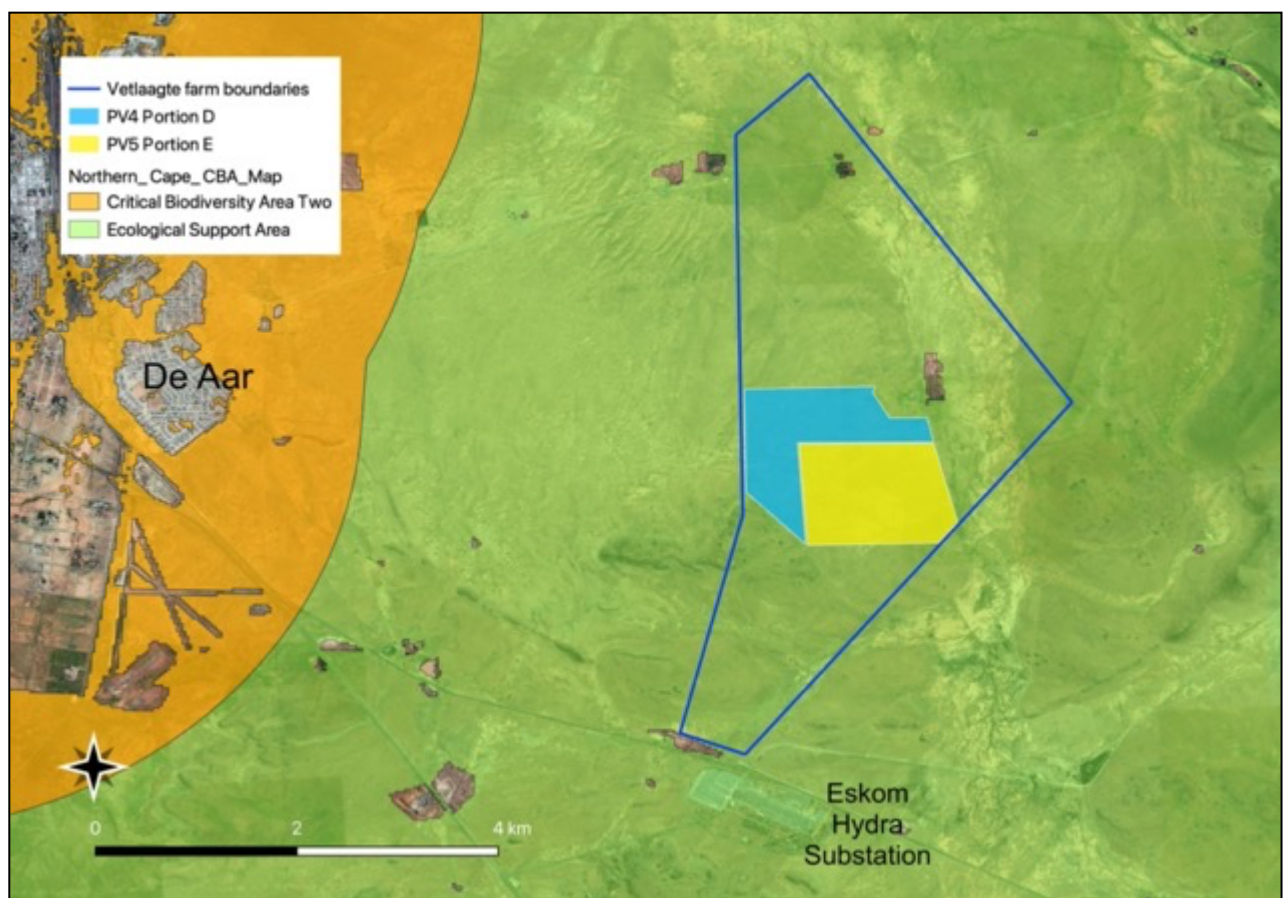 Vetlaagte farm boundaries
PV4 Portion D
PV5 Portion E
Northern_Cape_CBA_Map
Critical Biodiversity Area Two
Ecological Support Area
De Aar
Eskom
Hydra
Substation
0 2 4 km